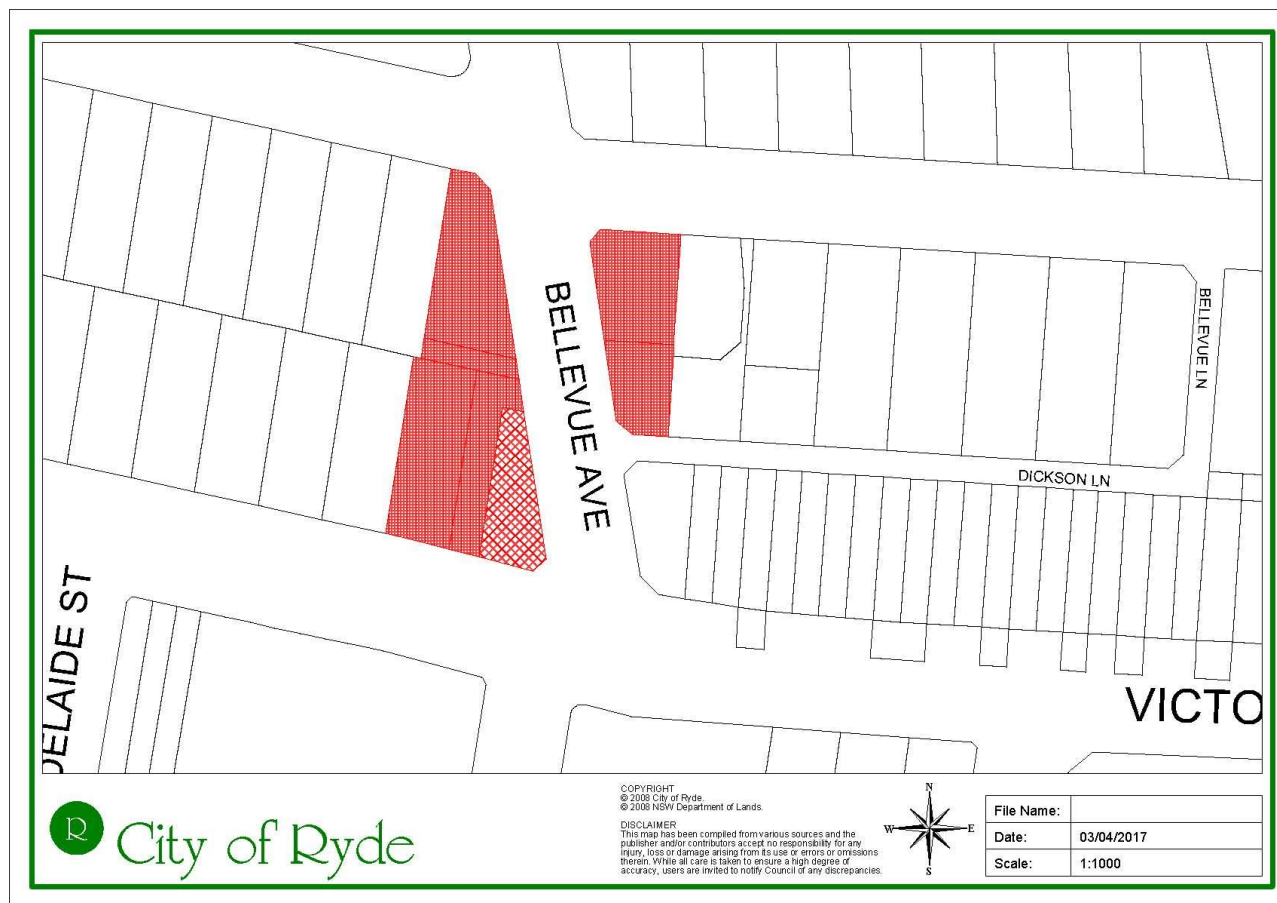 BELLEVUE AVE
BELLEVUE LN
DICKSON LN
DELAIDE ST
VICTO
R
City of Ryde
COPYRIGHT
© 2008 City of Ryde.
© 2008 NSW Department of Lands.
DISCLAIMER
This map has been compiled from various sources and the
publisher and/or contributors accept no responsibility for any
injury, loss or damage arising from its use or errors or omissions
therein. While all care is taken to ensure a high degree of
accuracy, users are invited to notify Council of any discrepancies.
N
W
E
S
File Name:
Date: 03/04/2017
Scale: 1:1000